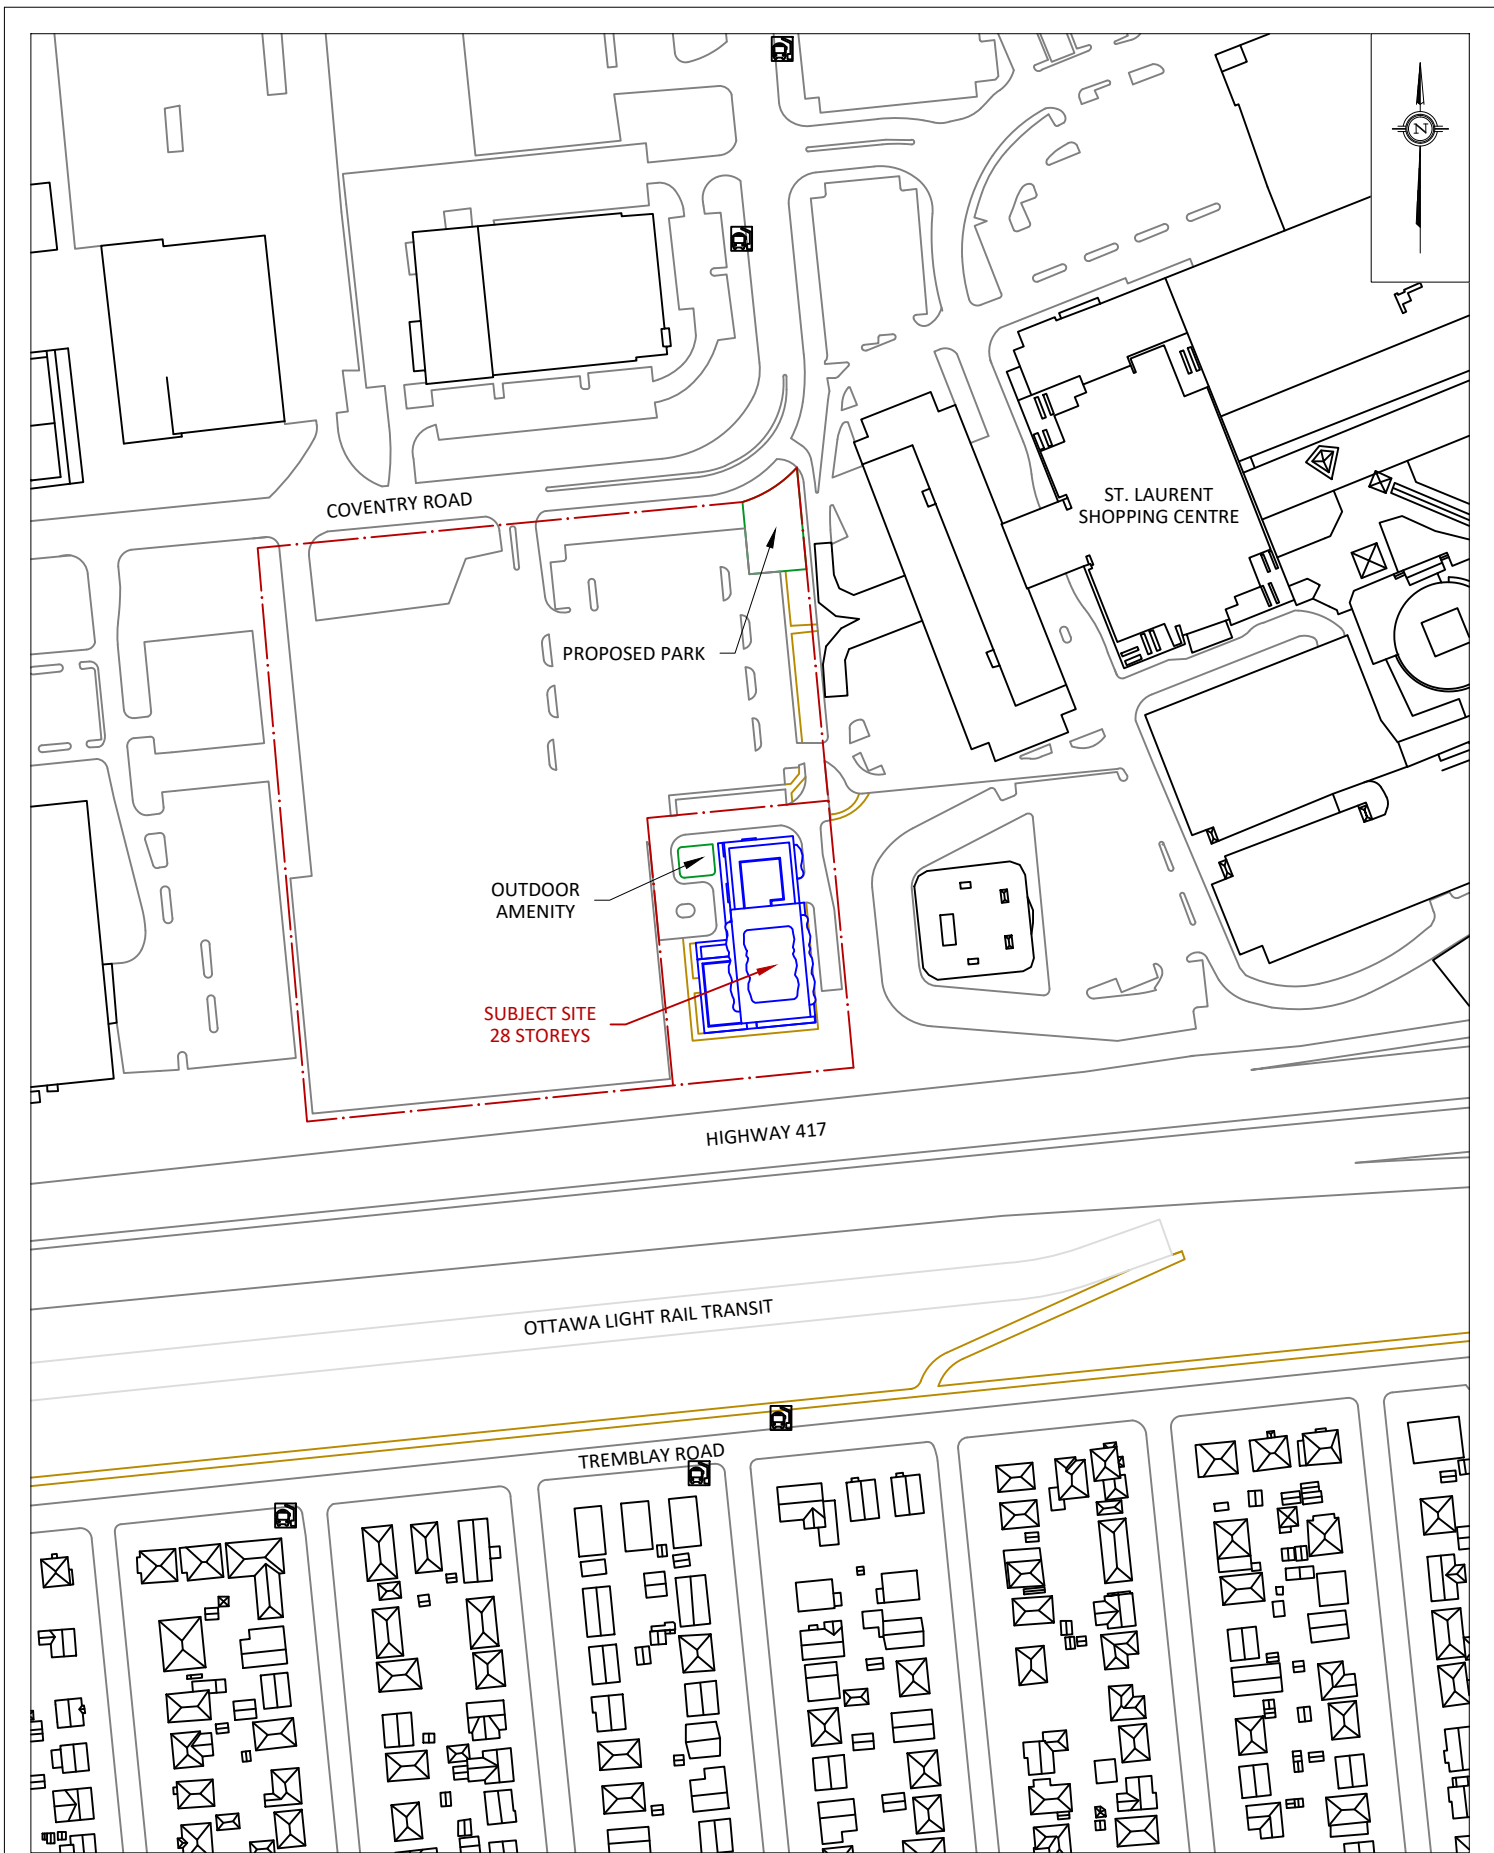 N
COVENTRY ROAD
ST. LAURENT
SHOPPING CENTRE
PROPOSED PARK
OUTDOOR
AMENITY
SUBJECT SITE
28 STOREYS
HIGHWAY 417
OTTAWA LIGHT RAIL TRANSIT
TREMBLAY ROAD